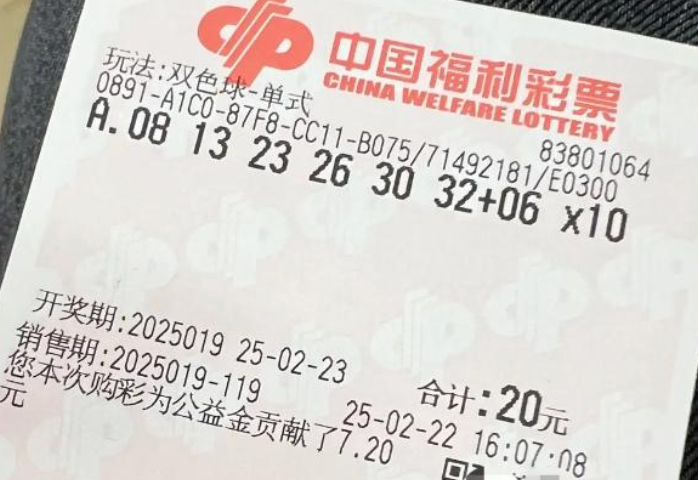 中国福利彩票
CHINA WELFARE LOTTERY
玩法:双色球-单式
83801064
0891-A1C0-87F8-CC11-B075/71492181/E0300
A.08 13 23 26 30 32+06 x10
开奖期:2025019 25-02-23
合计:20元
销售期:2025019-119
25-02-22 16:07:08
您本次购彩为公益金贡献了7.20
元